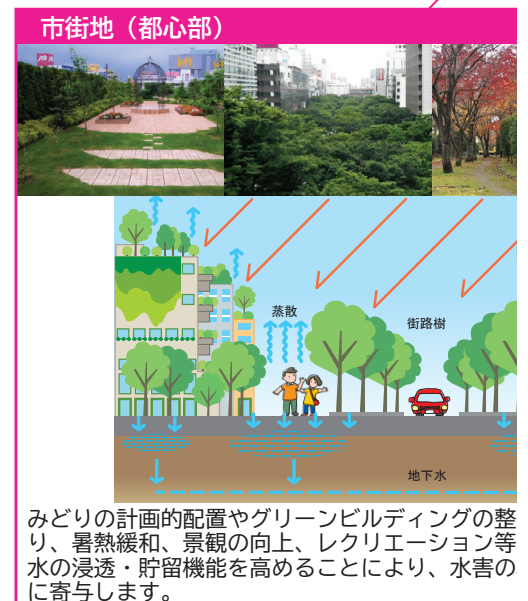 市街地（都心部）
蒸散
街路樹
地下水
みどりの計画的配置やグリーンビルディングの整
り、暑熱緩和、景観の向上、レクリエーション等
水の浸透・貯留機能を高めることにより、水害の
に寄与します。